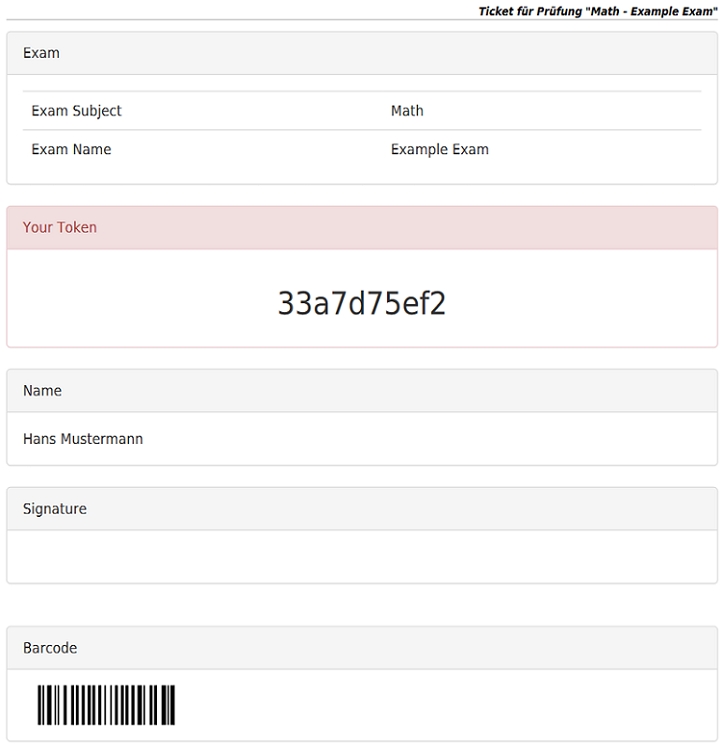 Ticket für Prüfung "Math - Example Exam"
Exam
Exam Subject Math
Exam Name Example Exam
Your Token
33a7d75ef2
Name
Hans Mustermann
Signature
Barcode